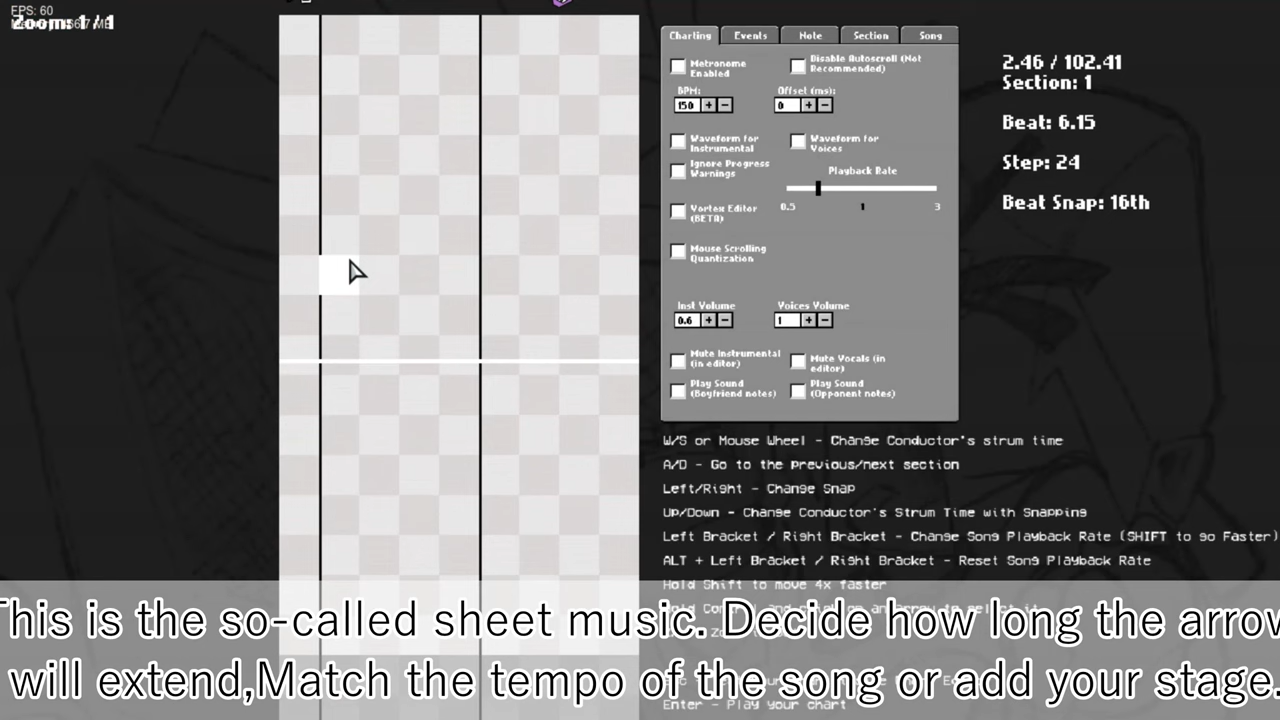 FPS: 60
Zoom: 1 / 1
Charting
Events
Note
Section
Song
Metronome
Enabled
Disable Autoscroll (Not
Recommended)
BPM:
150 + -
Offset (ms):
0 + -
Waveform for
Instrumental
Waveform for
Voices
Ignore Progress
Warnings
Playback Rate
0.5 1 3
Vortex Editor
(BETA)
Mouse Scrolling
Quantization
Inst Volume
0.6 + -
Voices Volume
1 + -
Mute Instrumental
(in editor)
Mute Vocals (in
editor)
Play Sound
(Boyfriend notes)
Play Sound
(Opponent notes)
2.46 / 102.41
Section: 1
Beat: 6.15
Step: 24
Beat Snap: 16th
W/S or Mouse Wheel - Change Conductor's strum time
A/D - Go to the previous/next section
Left/Right - Change Snap
Up/Down - Change Conductor's Strum Time with Snapping
Left Bracket / Right Bracket - Change Song Playback Rate (SHIFT to go Faster)
ALT + Left Bracket / Right Bracket - Reset Song Playback Rate
Hold Shift to move 4x faster
This is the so-called sheet music. Decide how long the arrow
will extend,Match the tempo of the song or add your stage.
Enter - Play your chart